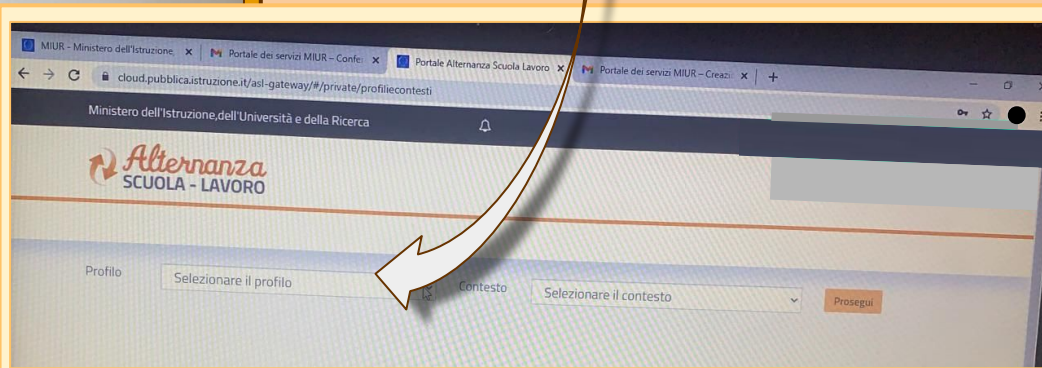 MIUR - Ministero dell'Istruzione,
Portale dei servizi MIUR – Confe
Portale Alternanza Scuola Lavoro
Portale dei servizi MIUR – Creazi
cloud.pubblica.istruzione.it/asl-gateway/#/private/profiliecontesti
Ministero dell'Istruzione,dell'Università e della Ricerca
Alternanza
SCUOLA - LAVORO
Profilo
Selezionare il profilo
Contesto
Selezionare il contesto
Prosegui